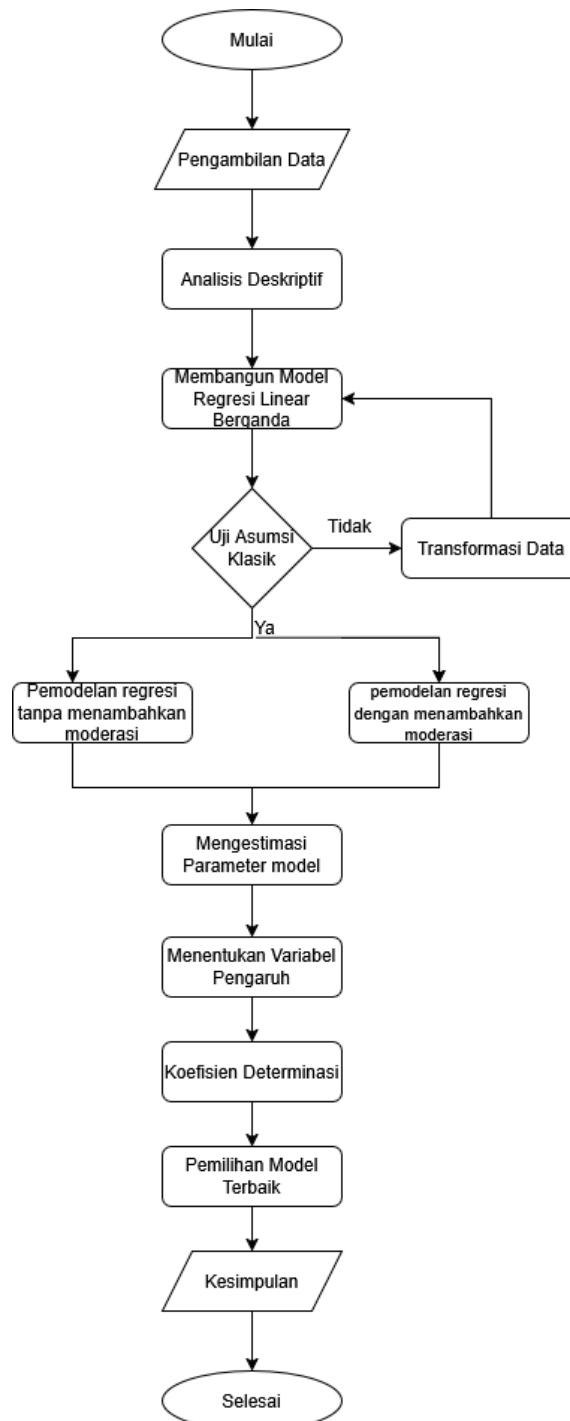 Mulai
Pengambilan Data
Analisis Deskriptif
Membangun Model
Regresi Linear
Berganda
Uji Asumsi
Klasik
Tidak
Transformasi Data
Ya
Pemodelan regresi
tanpa menambahkan
moderasi
pemodelan regresi
dengan menambahkan
moderasi
Mengestimasi
Parameter model
Menentukan Variabel
Pengaruh
Koefisien Determinasi
Pemilihan Model
Terbaik
Kesimpulan
Selesai